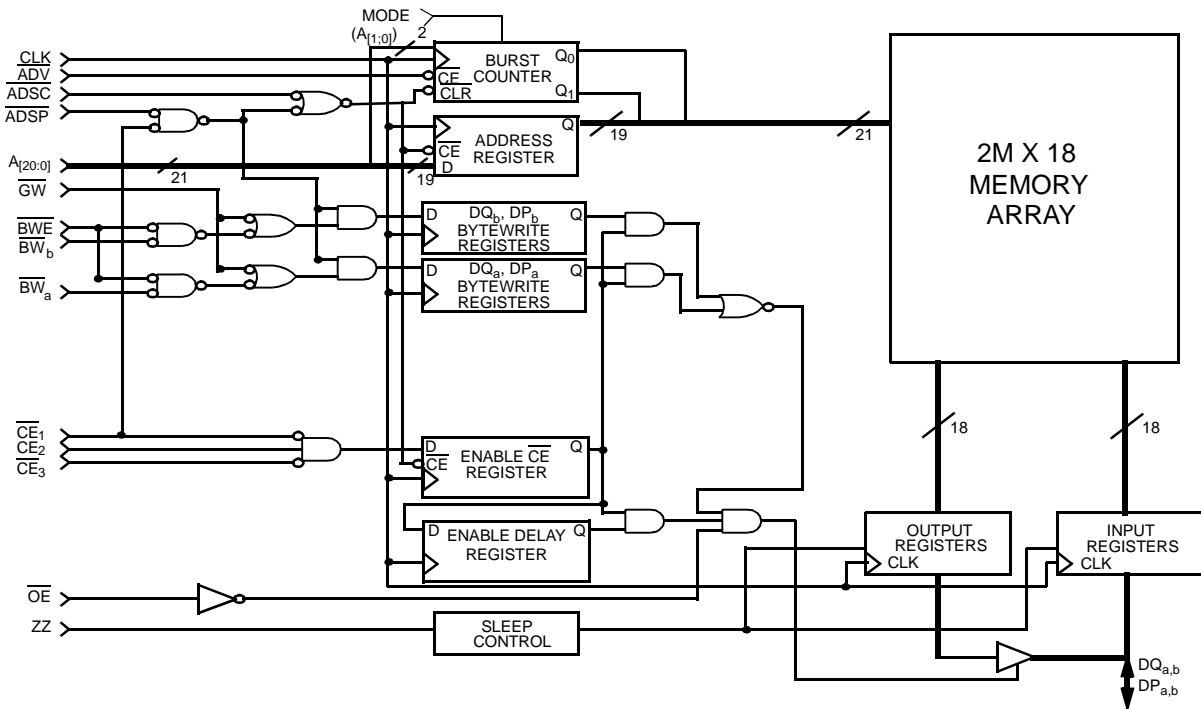 MODE
(A[1;0])
2
CLK
ADV
ADSC
ADSP
A[20:0]
21
GW
BWE
BWb
BWa
CE1
CE2
CE3
OE
ZZ
BURST
COUNTER
CE
CLR
Q0
Q1
ADDRESS
REGISTER
CE
D
Q
19
19
21
D
DQb, DPb
BYTEWRITE
REGISTERS
Q
D
DQa, DPa
BYTEWRITE
REGISTERS
Q
D
ENABLE CE
REGISTER
CE
Q
D
ENABLE DELAY
REGISTER
Q
SLEEP
CONTROL
2M X 18
MEMORY
ARRAY
18
18
OUTPUT
REGISTERS
CLK
INPUT
REGISTERS
CLK
DQa,b
DPa,b